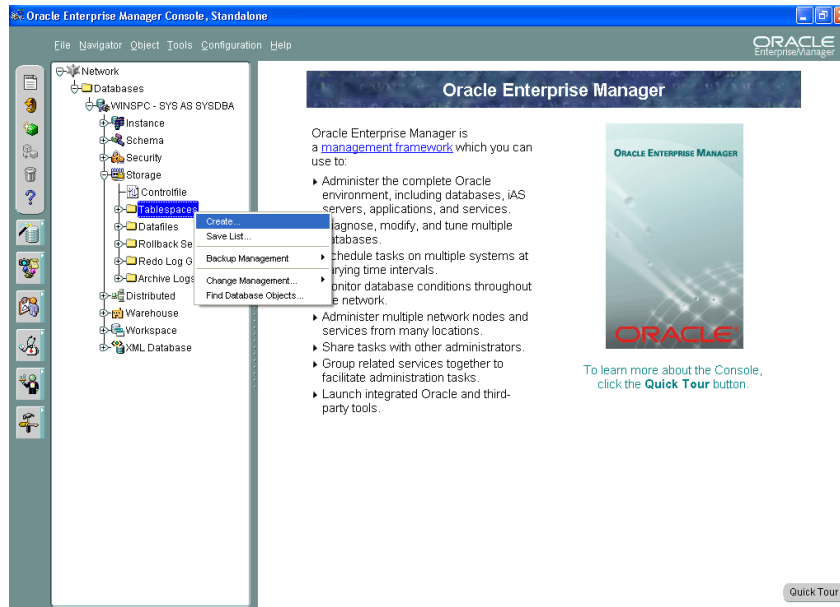 Oracle Enterprise Manager Console, Standalone
File Navigator Object Tools Configuration Help
ORACLE
EnterpriseManager
Network
Databases
WINSPC - SYS AS SYSDBA
Instance
Schema
Security
Storage
Controlfile
Tablespaces
Datafiles
Rollback Se
Redo Log G
Archive Logs
Distributed
Warehouse
Workspace
XML Database
Create...
Save List...
Backup Management
Change Management...
Find Database Objects...
Oracle Enterprise Manager
Oracle Enterprise Manager is
a management framework which you can
use to:
Administer the complete Oracle
environment, including databases, iAS
servers, applications, and services.
iagnose, modify, and tune multiple
atabases.
chedule tasks on multiple systems at
arying time intervals.
onitor database conditions throughout
e network.
Administer multiple network nodes and
services from many locations.
Share tasks with other administrators.
Group related services together to
facilitate administration tasks.
Launch integrated Oracle and third-
party tools.
ORACLE ENTERPRISE MANAGER
ORACLE
To learn more about the Console,
click the Quick Tour button.
Quick Tour